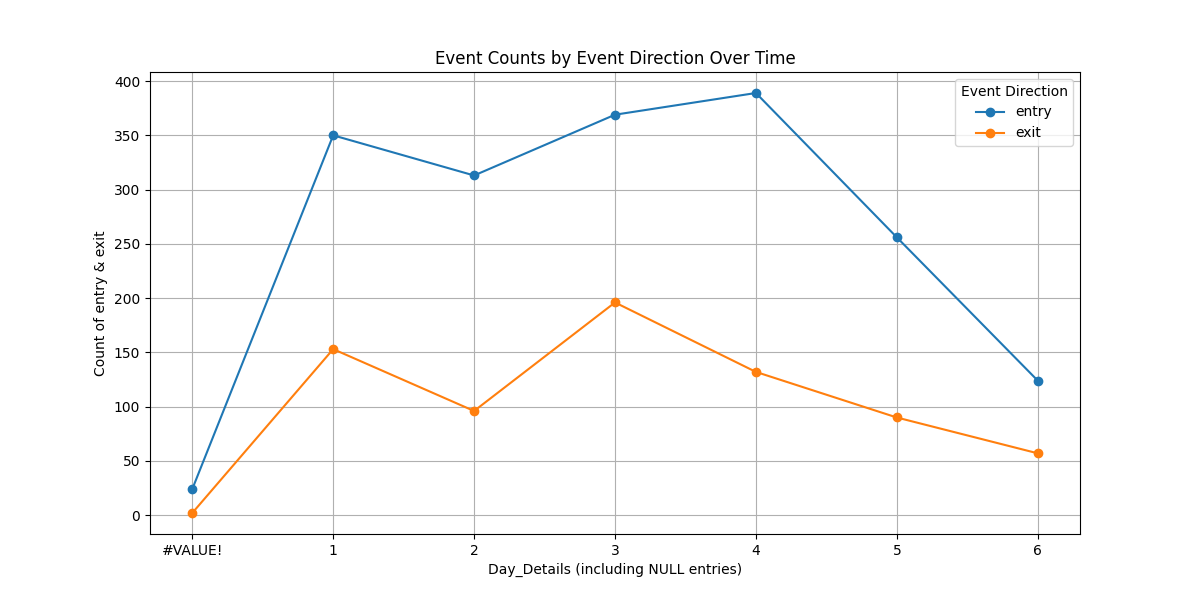 Event Counts by Event Direction Over Time
Event Direction
entry
exit
Count of entry & exit
400
350
300
250
200
150
100
50
0
#VALUE! 1 2 3 4 5 6
Day_Details (including NULL entries)